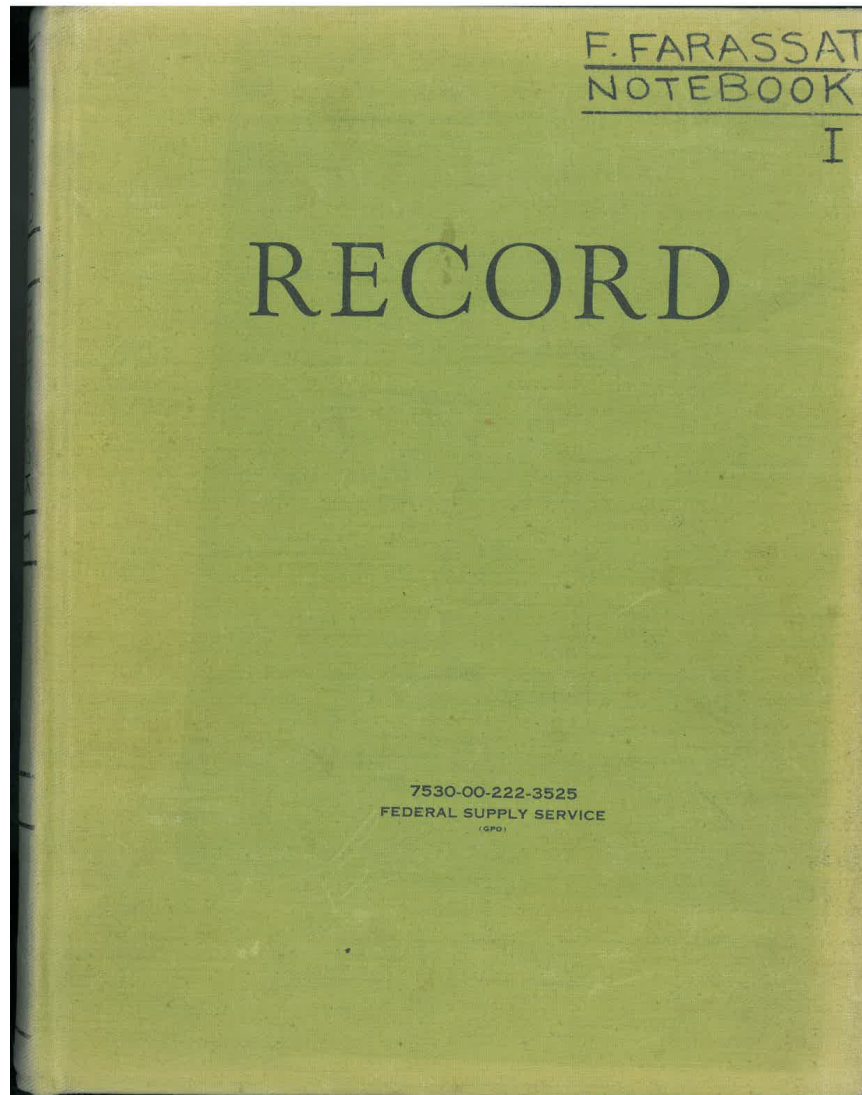 F. FARASSAT
NOTEBOOK
I
RECORD
7530-00-222-3525
FEDERAL SUPPLY SERVICE
(GPO)